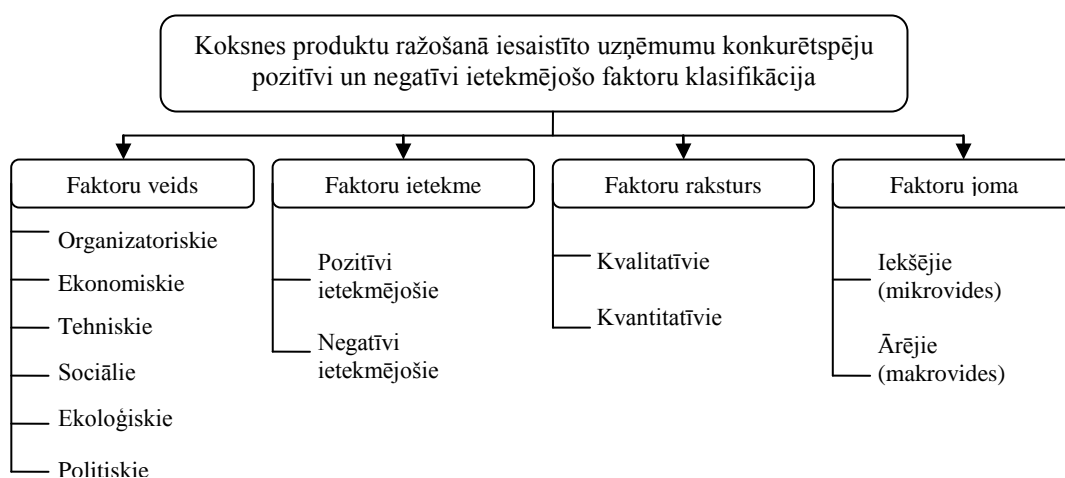 Koksnes produktu ražošanā iesaistīto uzņēmumu konkurētspēju
pozitīvi un negatīvi ietekmējošo faktoru klasifikācija
Faktoru veids
Organizatoriskie
Ekonomiskie
Tehniskie
Sociālie
Ekoloģiskie
Politiskie
Faktoru ietekme
Pozitīvi
ietekmējošie
Negatīvi
ietekmējošie
Faktoru raksturs
Kvalitatīvie
Kvantitatīvie
Faktoru joma
Iekšējie
(mikrovides)
Ārējie
(makrovides)